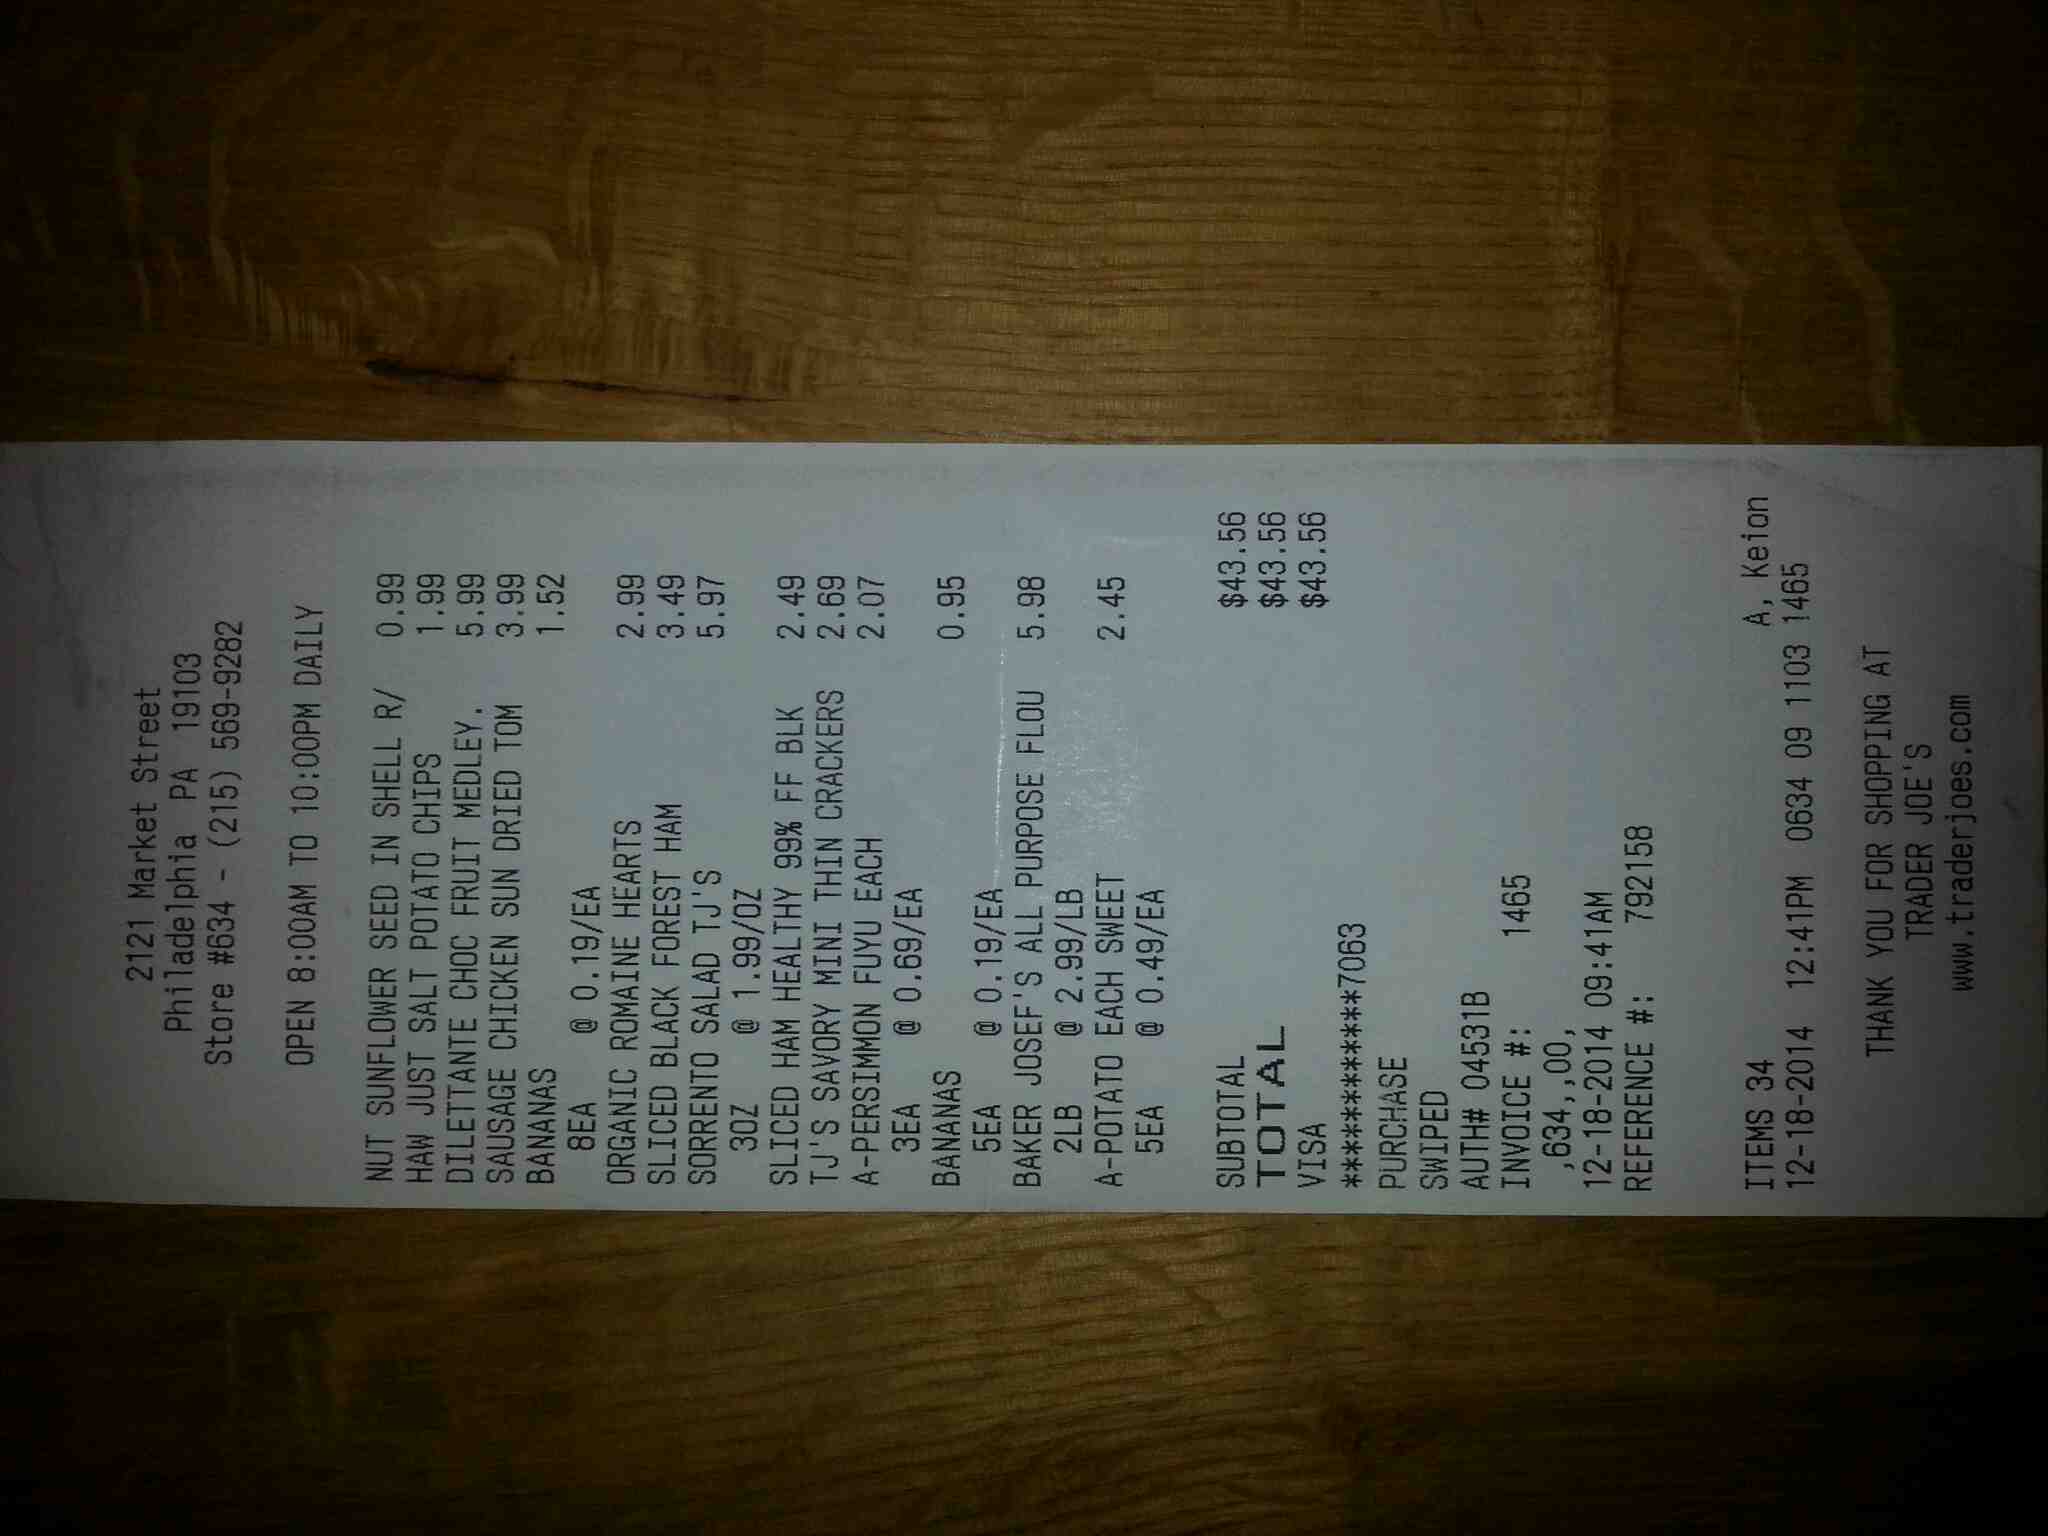 2121 Market Street
Philadelphia PA 19103
Store #634 - (215) 569-9282
OPEN 8:00AM TO 10:00PM DAILY
NUT SUNFLOWER SEED IN SHELL R/ 0.99
HAW JUST SALT POTATO CHIPS 1.99
DILETTANTE CHOC FRUIT MEDLEY. 5.99
SAUSAGE CHICKEN SUN DRIED TOM 3.99
BANANAS 1.52
8EA @ 0.19/EA
ORGANIC ROMAINE HEARTS 2.99
SLICED BLACK FOREST HAM 3.49
SORRENTO SALAD TJ'S 5.97
3OZ @ 1.99/OZ
SLICED HAM HEALTHY 99% FF BLK 2.49
TJ'S SAVORY MINI THIN CRACKERS 2.69
A-PERSIMMON FUYU EACH 2.07
3EA @ 0.69/EA
BANANAS 0.95
5EA @ 0.19/EA
BAKER JOSEF'S ALL PURPOSE FLOU 5.98
2LB @ 2.99/LB
A-POTATO EACH SWEET 2.45
5EA @ 0.49/EA
SUBTOTAL $43.56
TOTAL $43.56
VISA $43.56
************7063
PURCHASE
SWIPED
AUTH# 04531B
INVOICE #: 1465
,634,,00,
12-18-2014 09:41AM
REFERENCE #: 792158
ITEMS 34 A, Keion
12-18-2014 12:41PM 0634 09 1103 1465
THANK YOU FOR SHOPPING AT
TRADER JOE'S
www.traderjoes.com